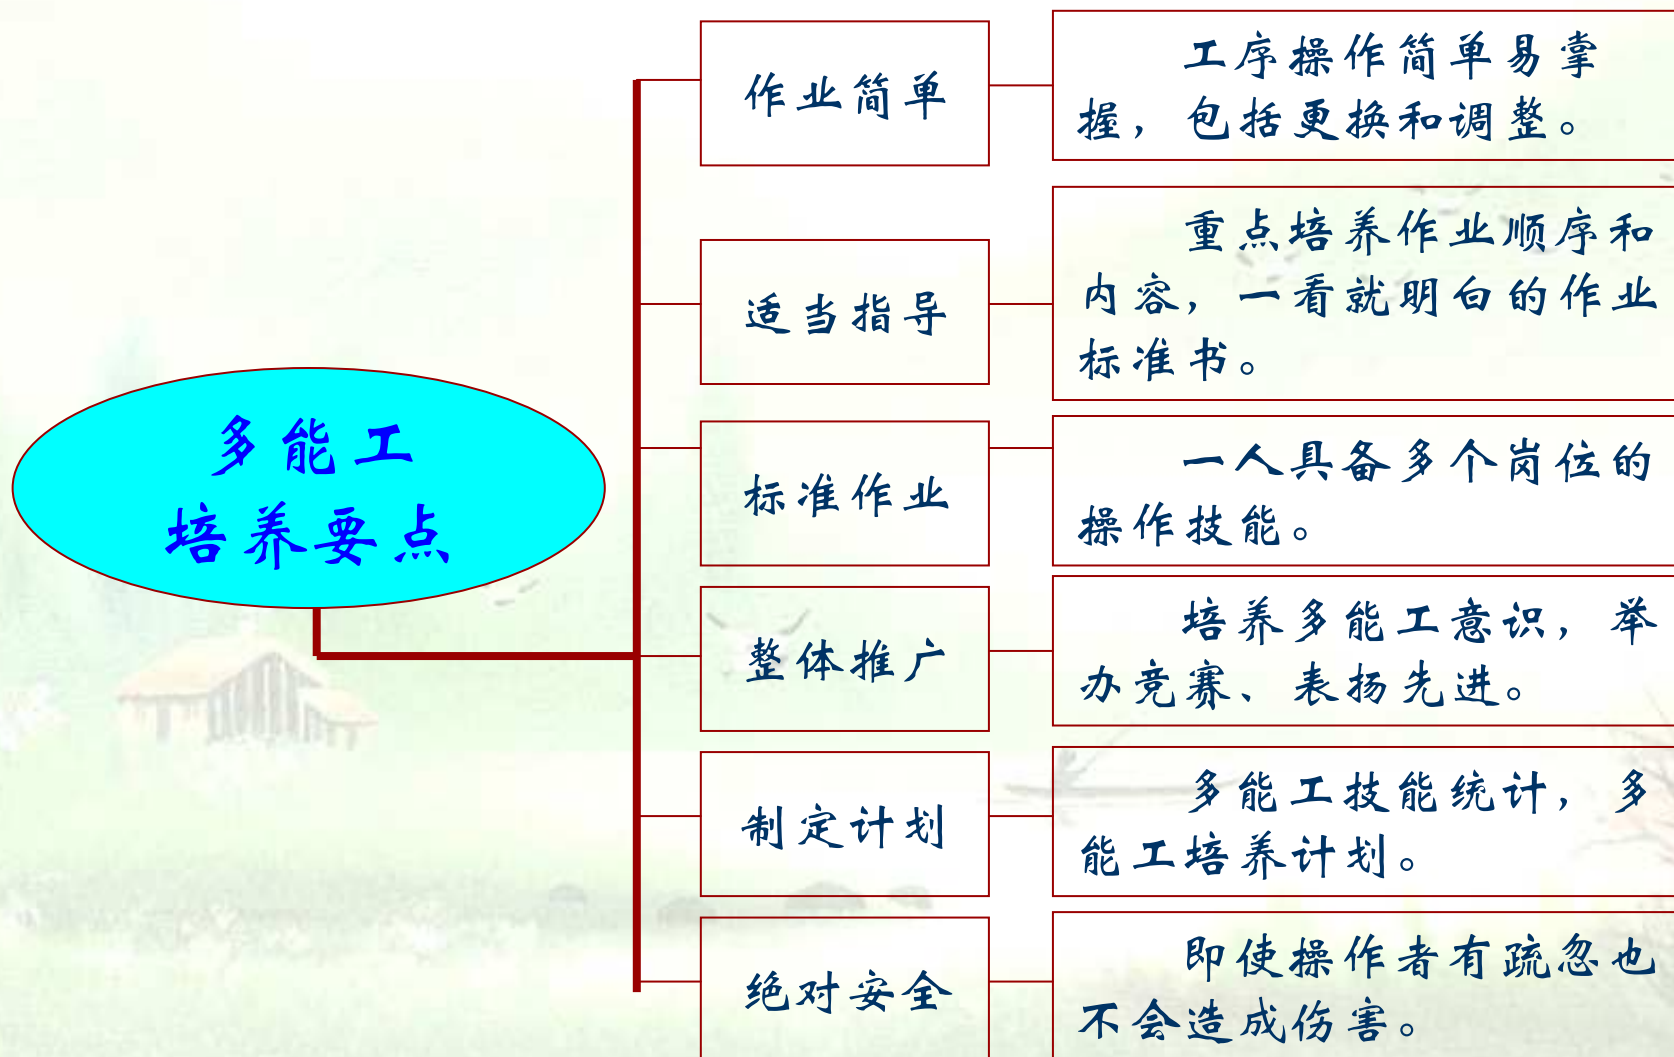 多能工
培养要点
作业简单
工序操作简单易掌
握，包括更换和调整。
适当指导
重点培养作业顺序和
内容，一看就明白的作业
标准书。
标准作业
一人具备多个岗位的
操作技能。
整体推广
培养多能工意识，举
办竞赛、表扬先进。
制定计划
多能工技能统计，多
能工培养计划。
绝对安全
即使操作者有疏忽也
不会造成伤害。